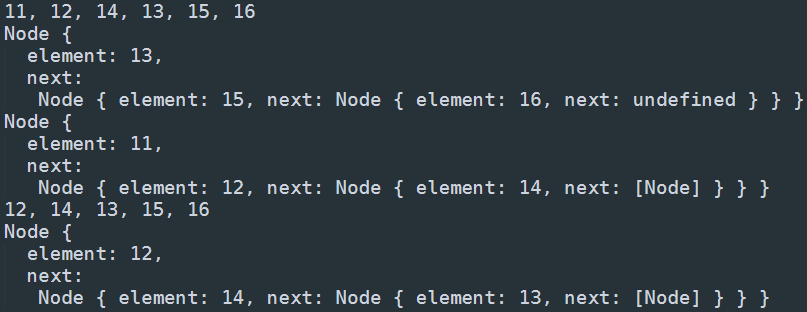 11, 12, 14, 13, 15, 16
Node {
  element: 13,
  next:
   Node { element: 15, next: Node { element: 16, next: undefined } } }
Node {
  element: 11,
  next:
   Node { element: 12, next: Node { element: 14, next: [Node] } } }
12, 14, 13, 15, 16
Node {
  element: 12,
  next:
   Node { element: 14, next: Node { element: 13, next: [Node] } } }